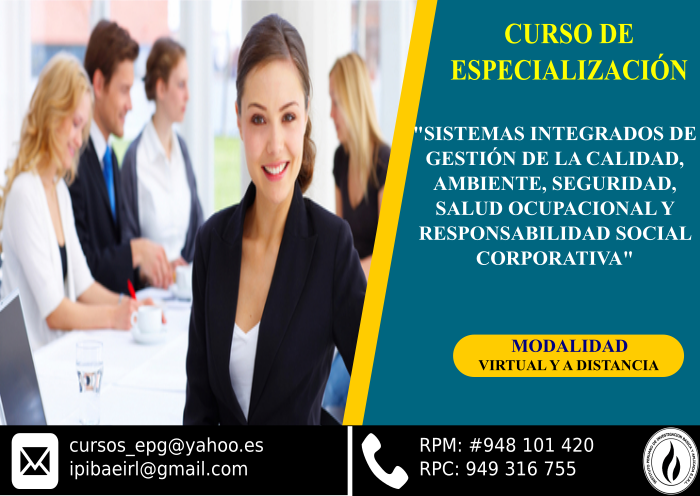 CURSO DE
ESPECIALIZACIÓN
"SISTEMAS INTEGRADOS DE
GESTIÓN DE LA CALIDAD,
AMBIENTE, SEGURIDAD,
SALUD OCUPACIONAL Y
RESPONSABILIDAD SOCIAL
CORPORATIVA"
MODALIDAD
VIRTUAL Y A DISTANCIA
cursos_epg@yahoo.es
ipibaeirl@gmail.com
RPM: #948 101 420
RPC: 949 316 755